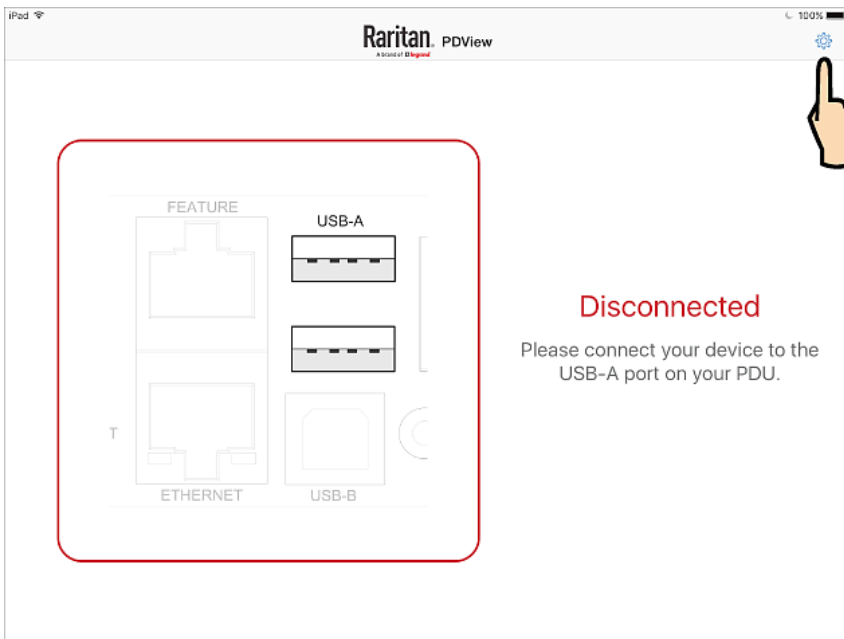 iPad
100%
Raritan. PDView
A brand of legrand
FEATURE
USB-A
Disconnected
Please connect your device to the
USB-A port on your PDU.
T
ETHERNET
USB-B